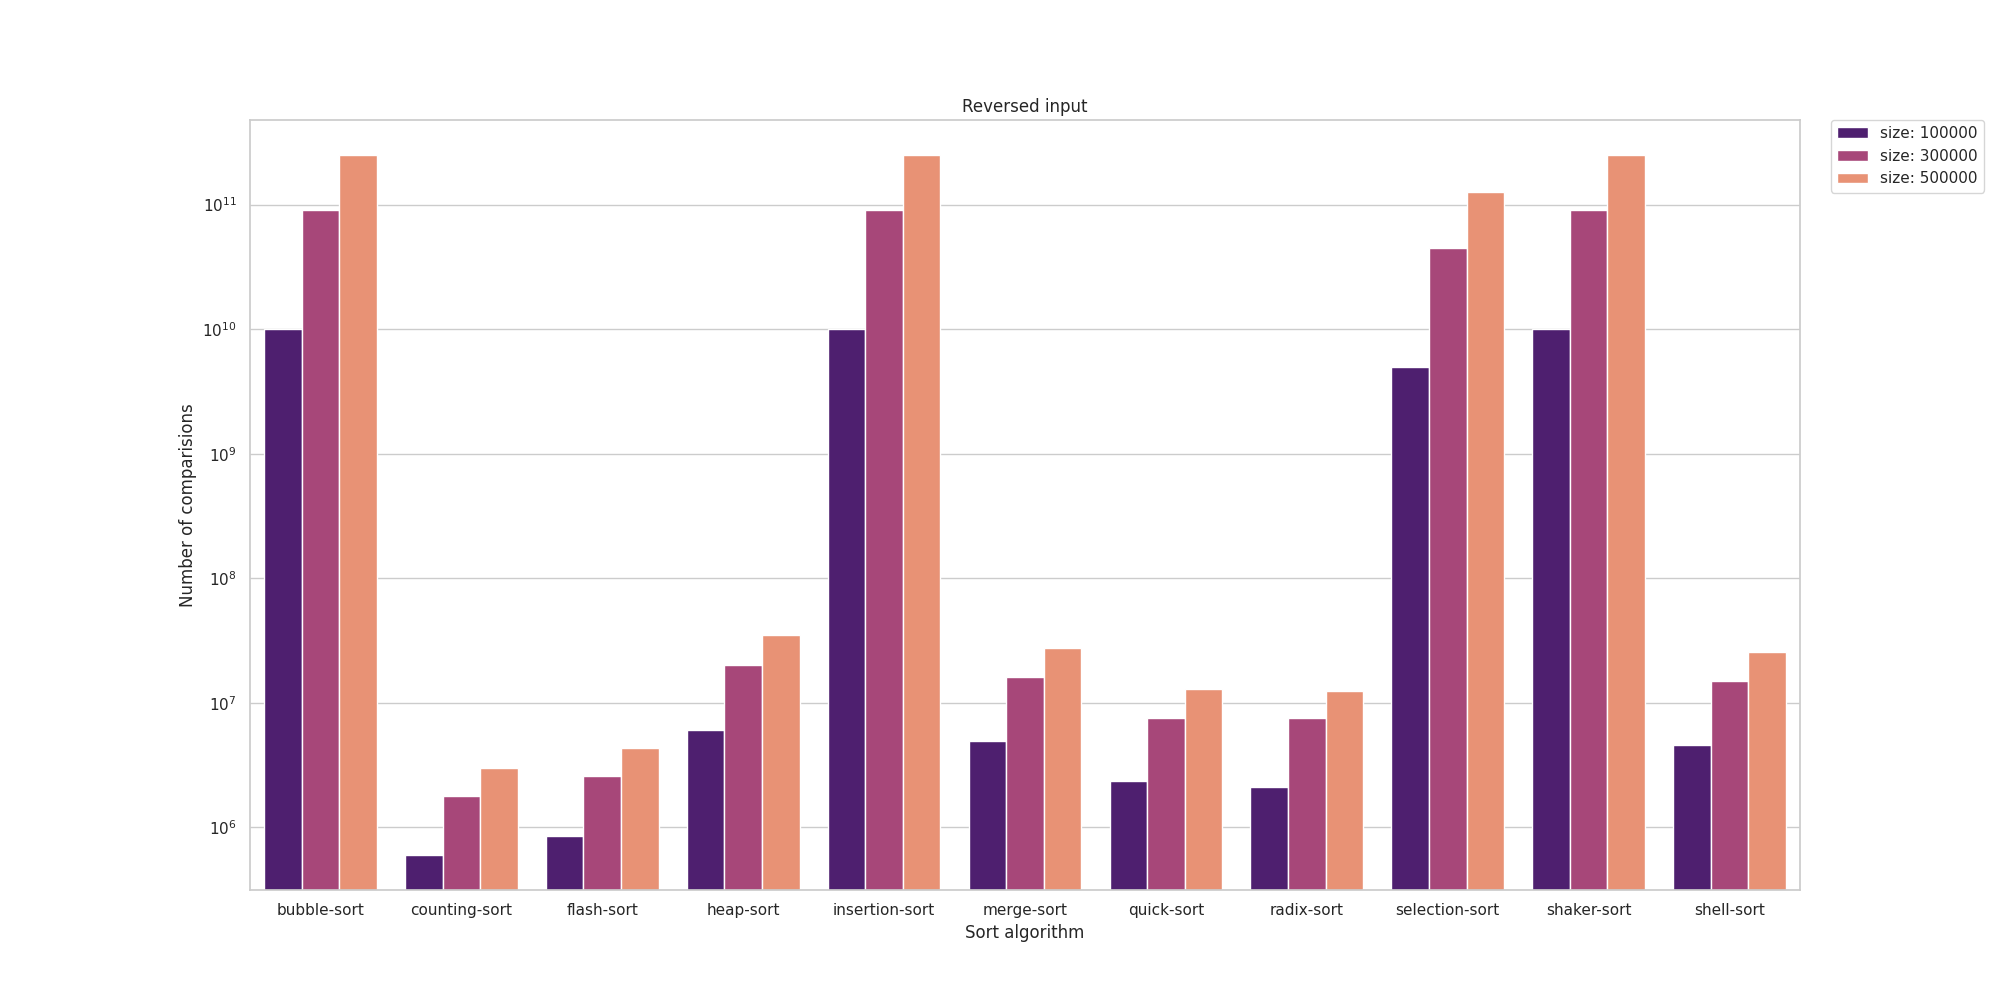 Reversed input
size: 100000
size: 300000
size: 500000
Number of comparisions
10¹¹
10¹⁰
10⁹
10⁸
10⁷
10⁶
bubble-sort counting-sort flash-sort heap-sort insertion-sort merge-sort quick-sort radix-sort selection-sort shaker-sort shell-sort
Sort algorithm